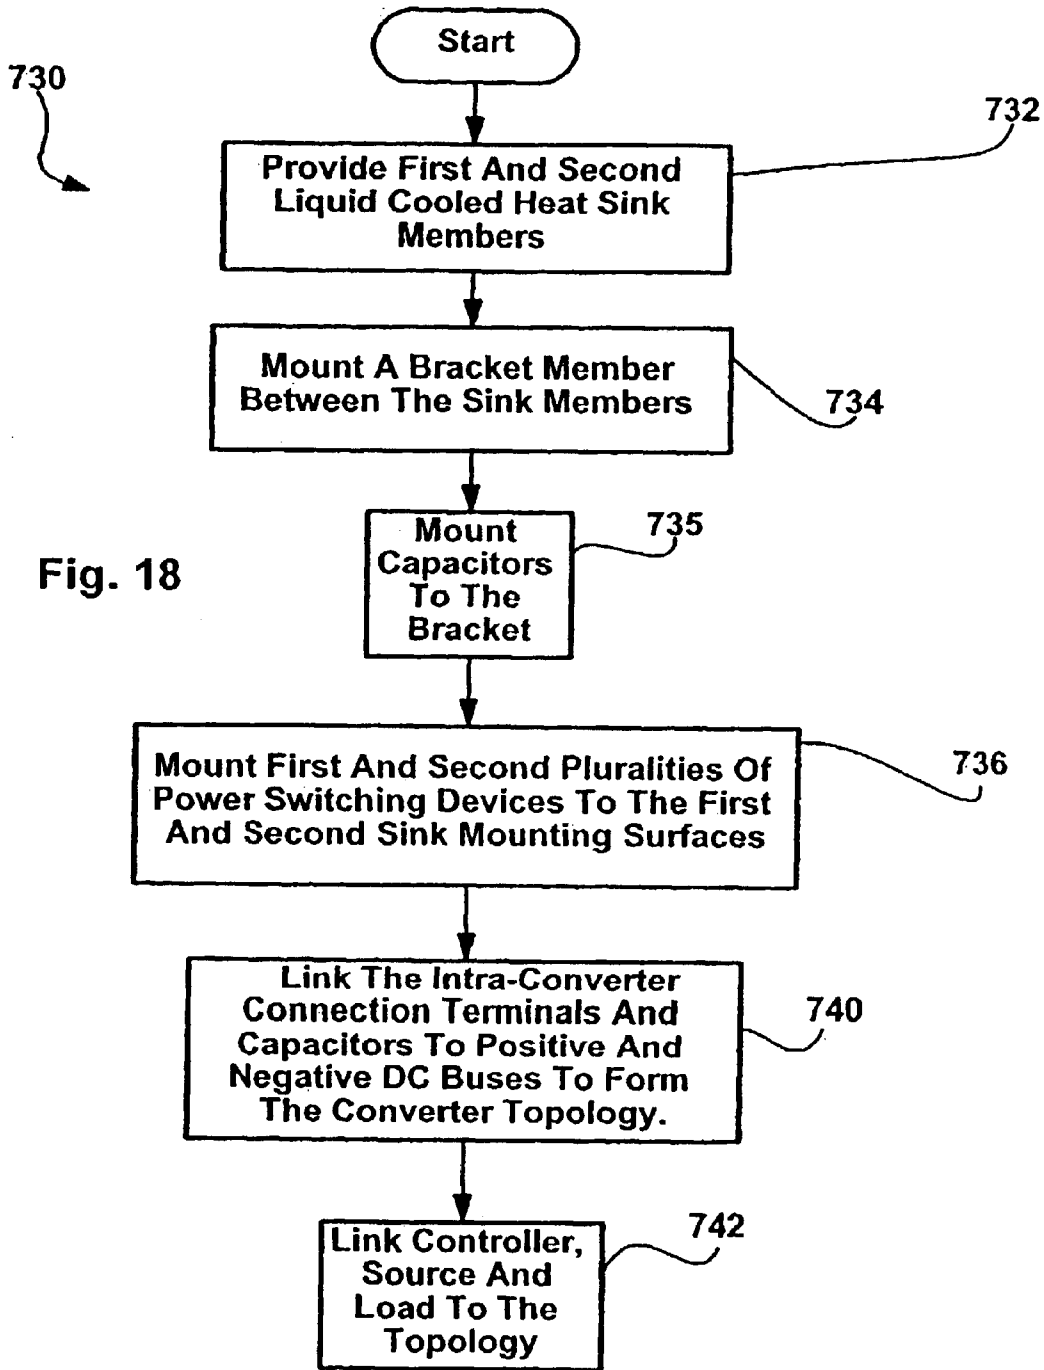 Start
730
732
Provide First And Second
Liquid Cooled Heat Sink
Members
Mount A Bracket Member
Between The Sink Members
734
735
Mount
Capacitors
To The
Bracket
Fig. 18
736
Mount First And Second Pluralities Of
Power Switching Devices To The First
And Second Sink Mounting Surfaces
740
Link The Intra-Converter
Connection Terminals And
Capacitors To Positive And
Negative DC Buses To Form
The Converter Topology.
742
Link Controller,
Source And
Load To The
Topology